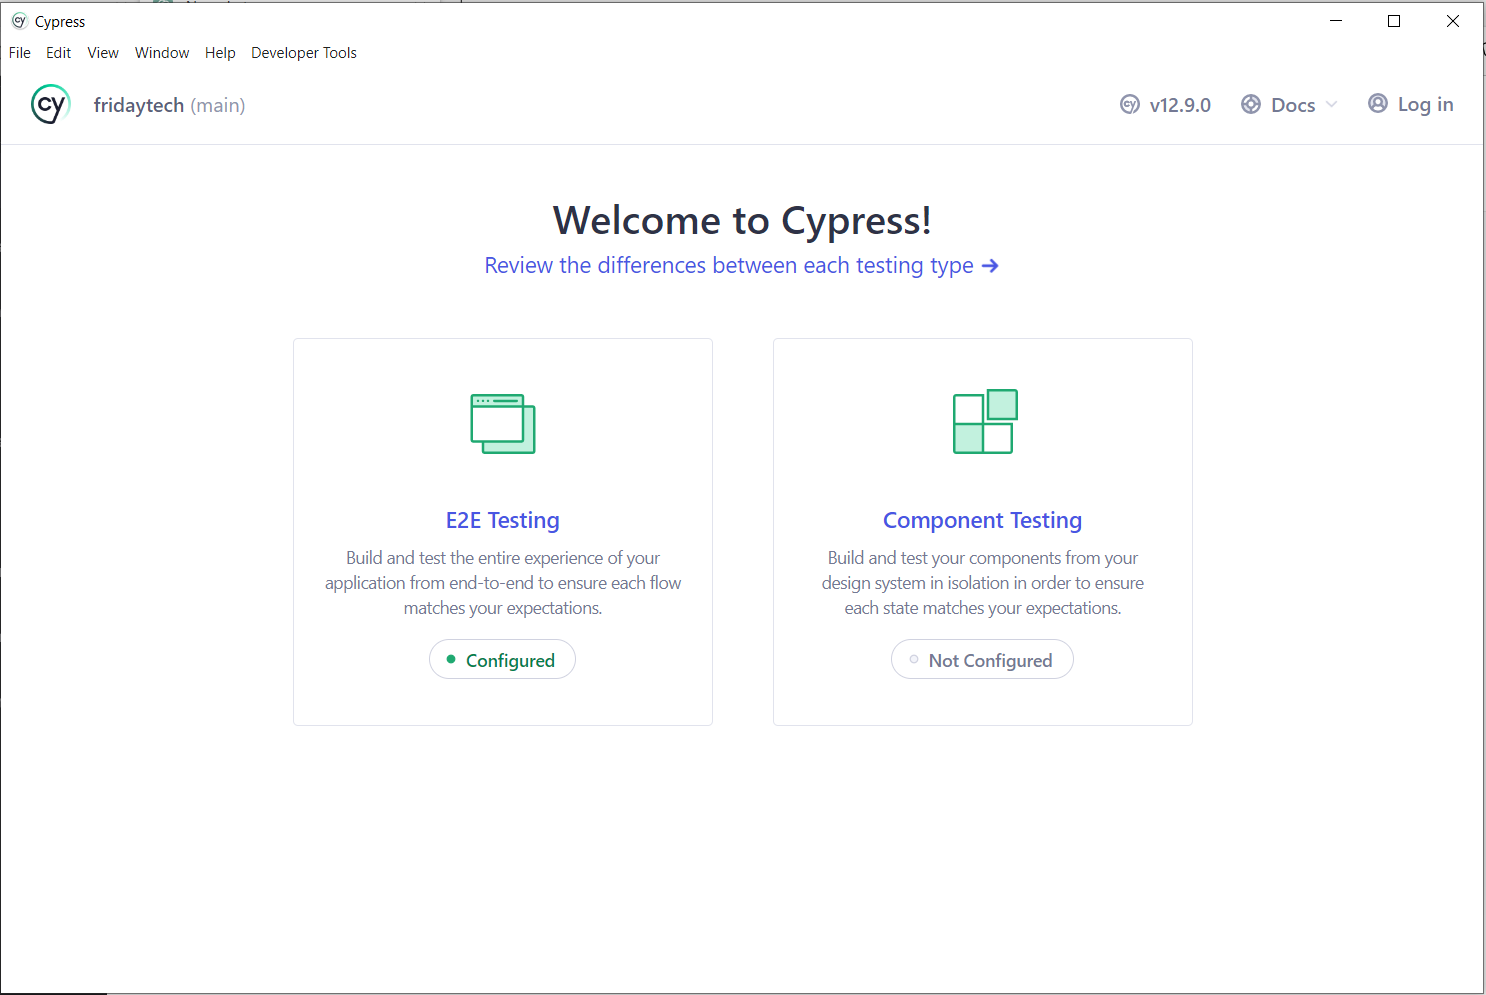 Cypress
File Edit View Window Help Developer Tools
cy fridaytech (main) v12.9.0 Docs Log in
Welcome to Cypress!
Review the differences between each testing type →
E2E Testing
Build and test the entire experience of your
application from end-to-end to ensure each flow
matches your expectations.
Configured
Component Testing
Build and test your components from your
design system in isolation in order to ensure
each state matches your expectations.
Not Configured